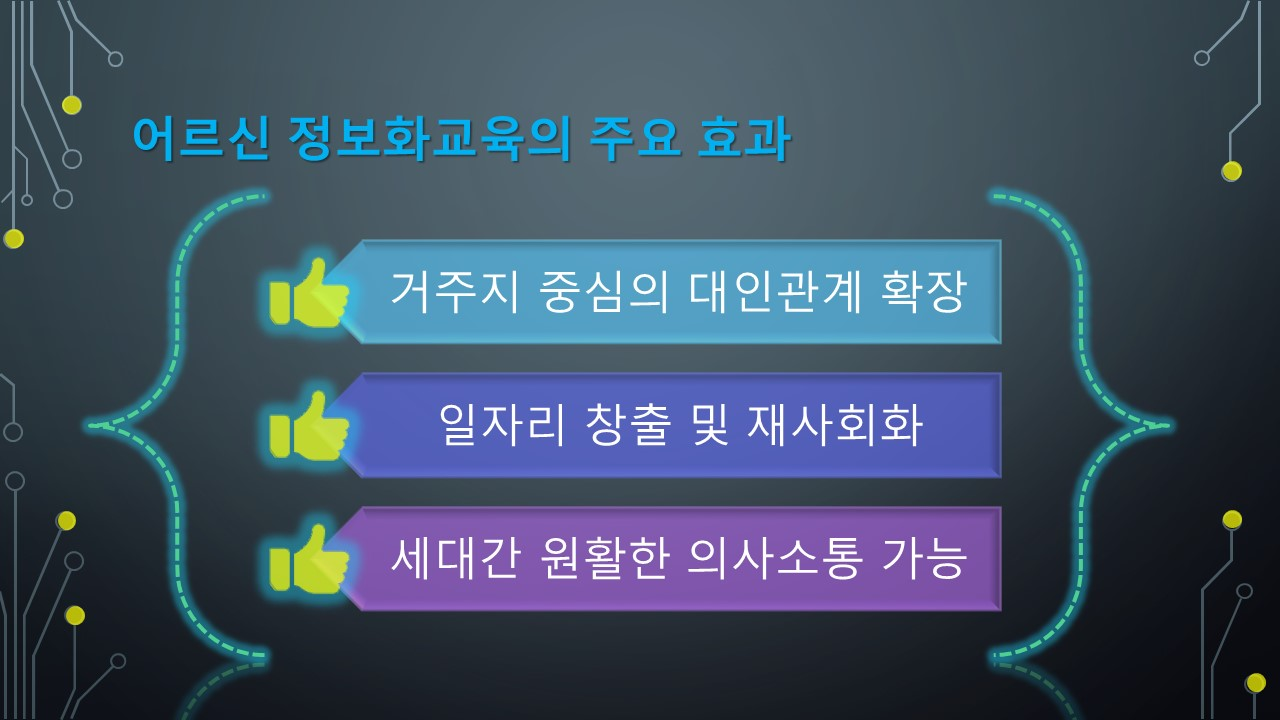 어르신 정보화교육의 주요 효과
거주지 중심의 대인관계 확장
일자리 창출 및 재사회화
세대간 원활한 의사소통 가능